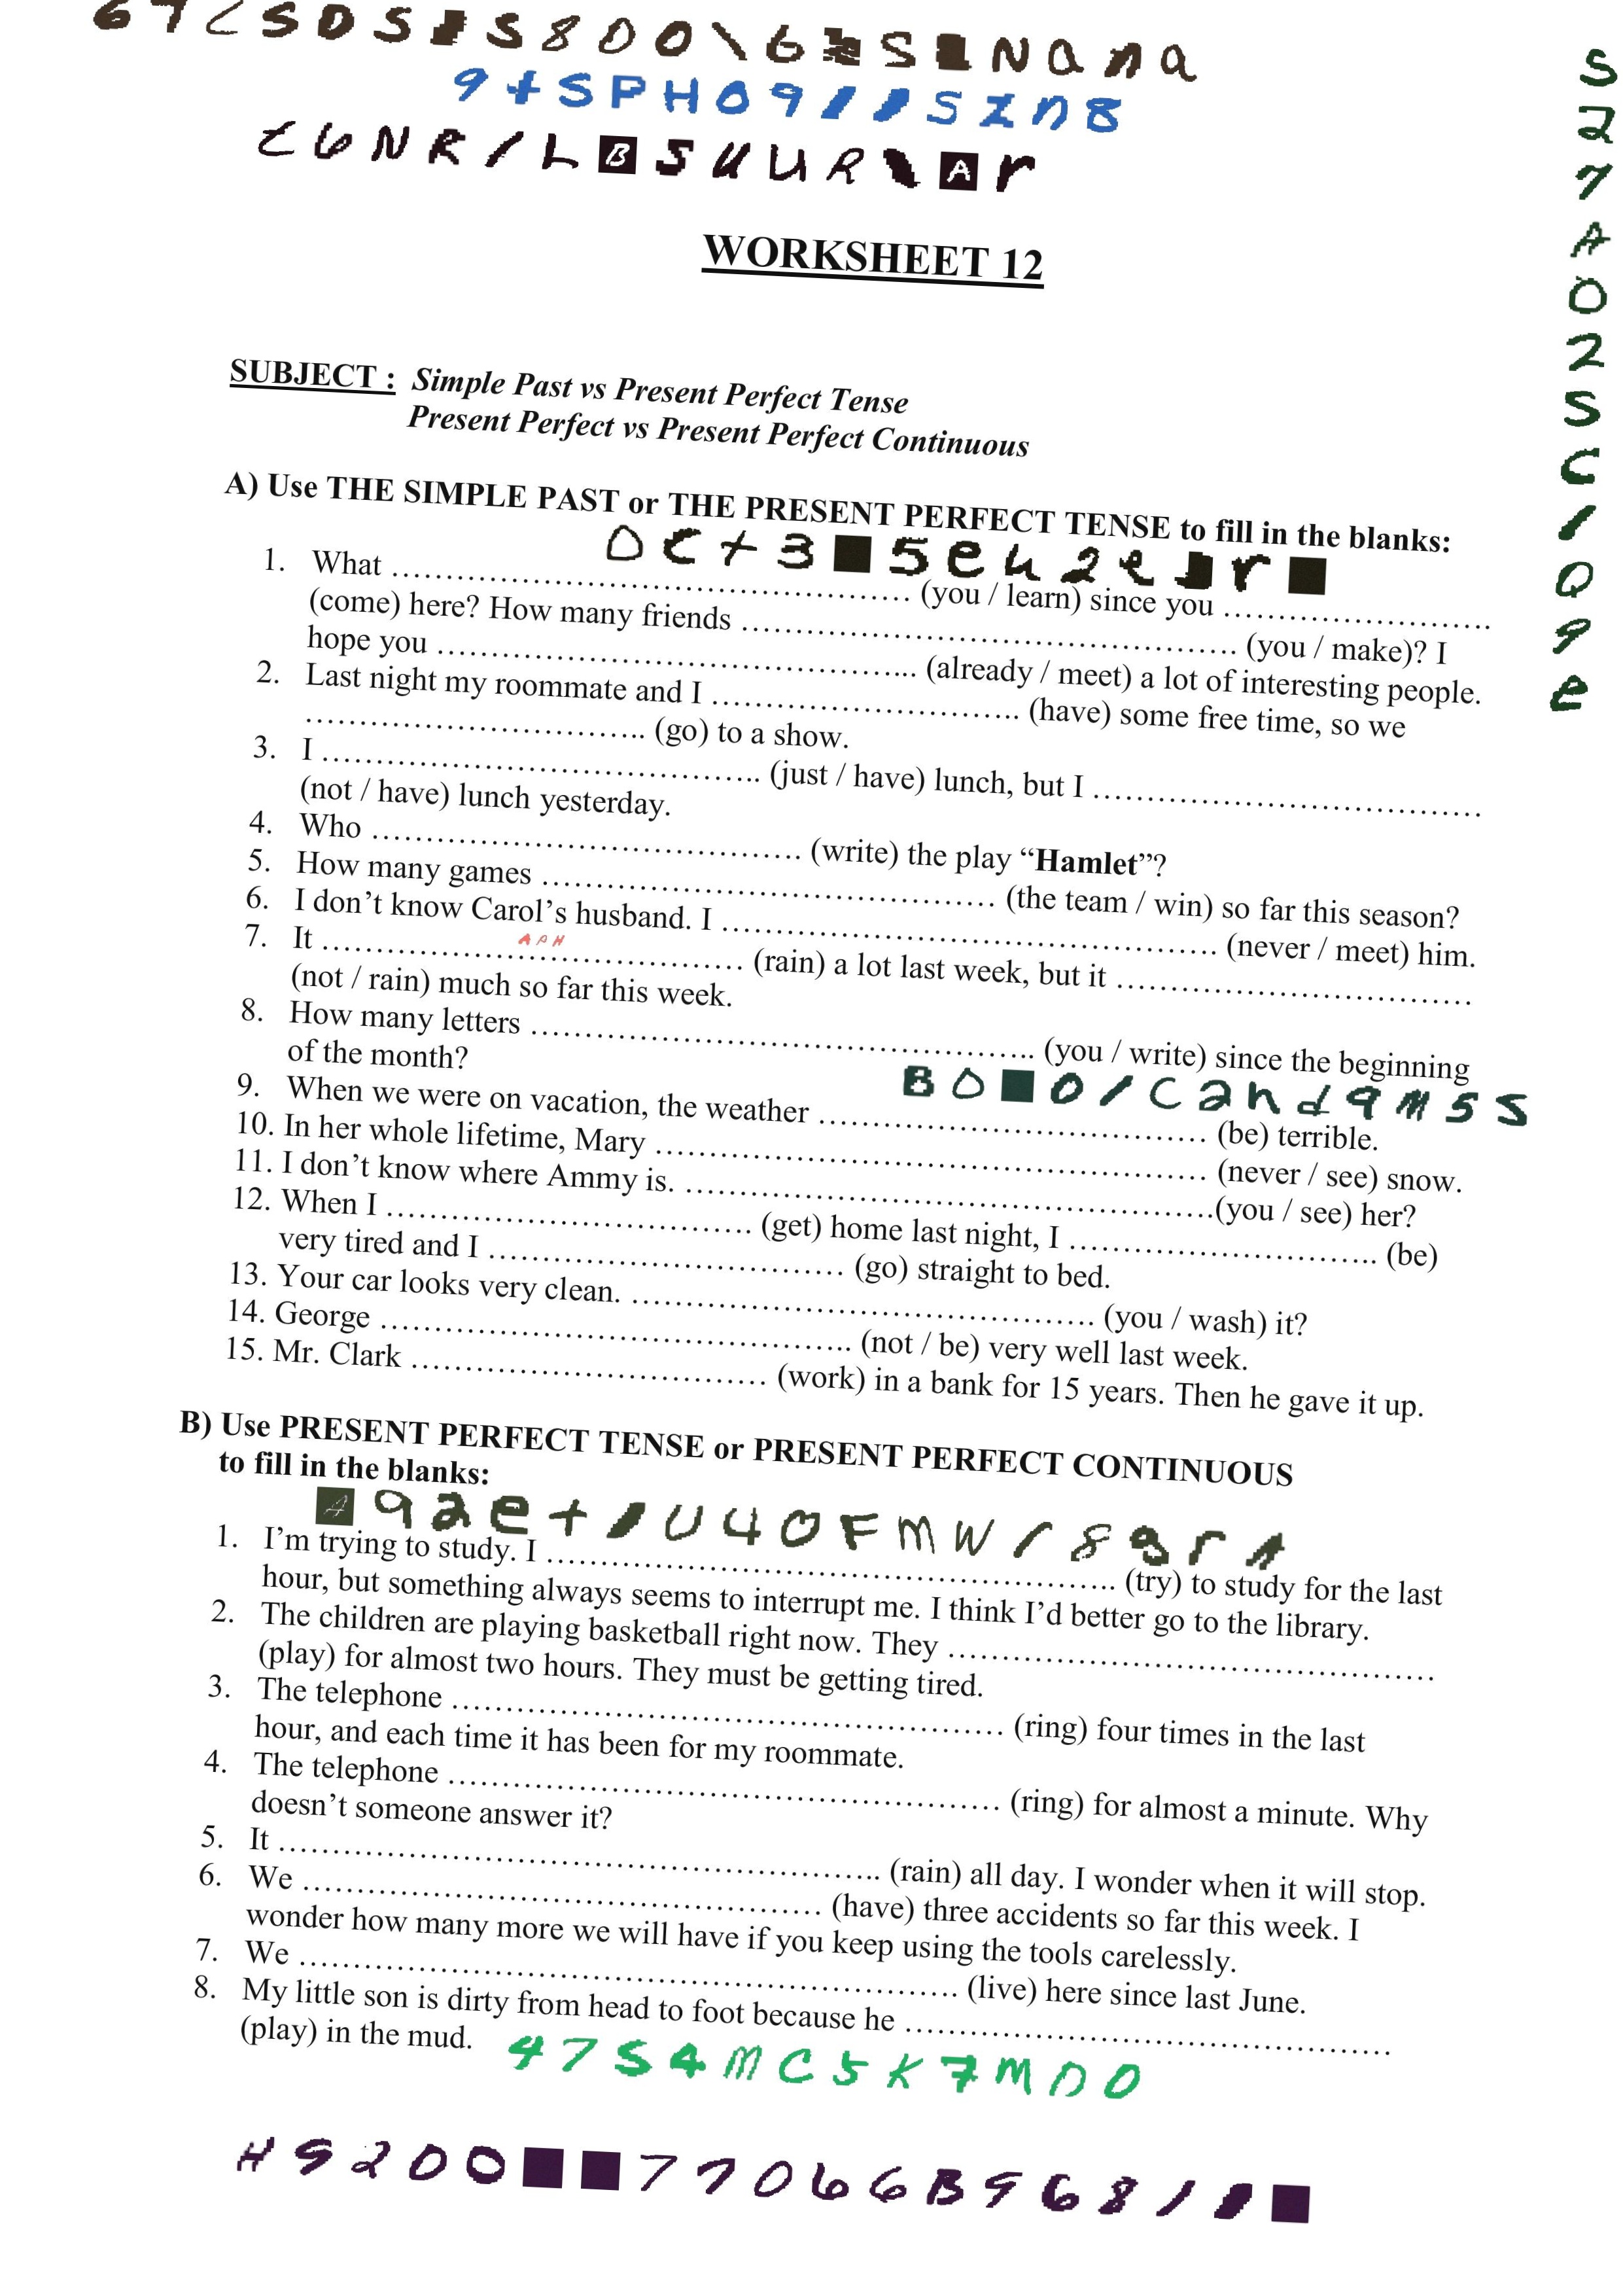 WORKSHEET 12
SUBJECT : Simple Past vs Present Perfect Tense
Present Perfect vs Present Perfect Continuous
A) Use THE SIMPLE PAST or THE PRESENT PERFECT TENSE to fill in the blanks:
1. What ………………………………………………… (you / learn) since you ………………………..
(come) here? How many friends ……………………………………………… (you / make)? I
hope you …………………………………………... (already / meet) a lot of interesting people.
2. Last night my roommate and I ………………………….. (have) some free time, so we
…………………………….. (go) to a show.
3. I …………………………………….. (just / have) lunch, but I ………………………………
(not / have) lunch yesterday.
4. Who …………………………………… (write) the play “Hamlet”?
5. How many games ……………………………………… (the team / win) so far this season?
6. I don’t know Carol’s husband. I ………………………………………… (never / meet) him.
7. It …………………………………… (rain) a lot last week, but it ……………………………
(not / rain) much so far this week.
8. How many letters ………………………………………….. (you / write) since the beginning
of the month?
9. When we were on vacation, the weather ………………………………… (be) terrible.
10. In her whole lifetime, Mary ……………………………………………… (never / see) snow.
11. I don’t know where Ammy is. …………………………………………….(you / see) her?
12. When I ……………………………… (get) home last night, I ………………………….. (be)
very tired and I ……………………………… (go) straight to bed.
13. Your car looks very clean. ……………………………………… (you / wash) it?
14. George ……………………………………….. (not / be) very well last week.
15. Mr. Clark ……………………………… (work) in a bank for 15 years. Then he gave it up.
B) Use PRESENT PERFECT TENSE or PRESENT PERFECT CONTINUOUS
to fill in the blanks:
1. I’m trying to study. I ……………………………………………….. (try) to study for the last
hour, but something always seems to interrupt me. I think I’d better go to the library.
2. The children are playing basketball right now. They …………………………………………
(play) for almost two hours. They must be getting tired.
3. The telephone ……………………………………………… (ring) four times in the last
hour, and each time it has been for my roommate.
4. The telephone ……………………………………………… (ring) for almost a minute. Why
doesn’t someone answer it?
5. It ………………………………………………….. (rain) all day. I wonder when it will stop.
6. We …………………………………………… (have) three accidents so far this week. I
wonder how many more we will have if you keep using the tools carelessly.
7. We ……………………………………………………….. (live) here since last June.
8. My little son is dirty from head to foot because he …………………………………………
(play) in the mud.